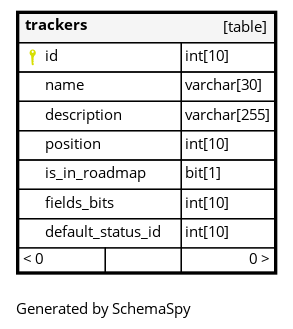 trackers [table]
id int[10]
name varchar[30]
description varchar[255]
position int[10]
is_in_roadmap bit[1]
fields_bits int[10]
default_status_id int[10]
< 0 0 >
Generated by SchemaSpy